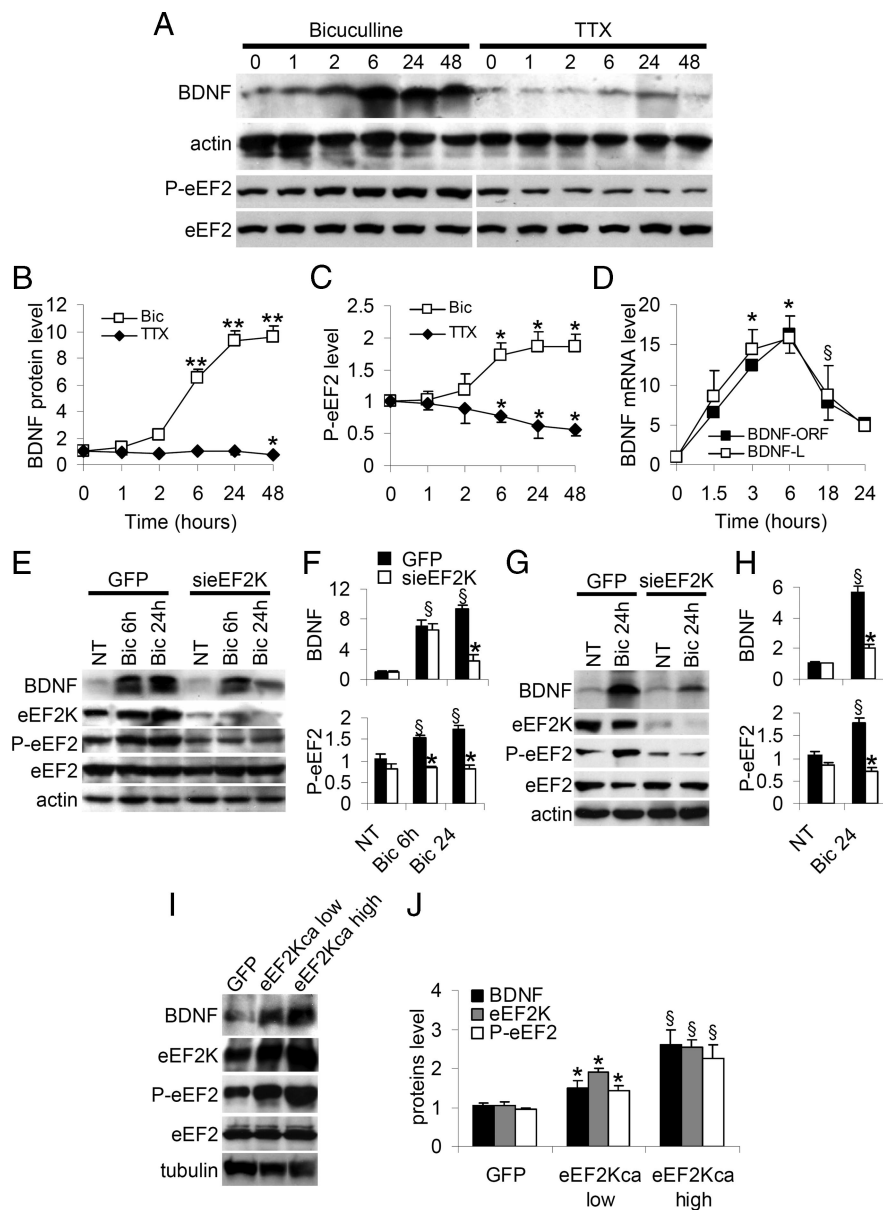 A
Bicuculline TTX
0 1 2 6 24 48 0 1 2 6 24 48
BDNF
actin
P-eEF2
eEF2
B
12
10
8
6
4
2
0
BDNF protein level
Bic
TTX
** ** **
*
0 1 2 6 24 48
Time (hours)
C
2.5
2
1.5
1
0.5
0
P-eEF2 level
Bic
TTX
* * *
* * *
0 1 2 6 24 48
Time (hours)
D
20
15
10
5
0
BDNF mRNA level
* * §
BDNF-ORF
BDNF-L
0 1.5 3 6 18 24
Time (hours)
E
GFP sieEF2K
NT Bic 6h Bic 24h NT Bic 6h Bic 24h
BDNF
eEF2K
P-eEF2
eEF2
actin
F
GFP
sieEF2K
12
8
4
0
BDNF
§ § *
2
1.5
1
0.5
0
P-eEF2
§ * § *
NT Bic 6h Bic 24
G
GFP sieEF2K
NT Bic 24h NT Bic 24h
BDNF
eEF2K
P-eEF2
eEF2
actin
H
6
4
2
0
BDNF
§ *
2
1.5
1
0.5
0
P-eEF2
§ *
NT Bic 24
I
GFP eEF2Kca low eEF2Kca high
BDNF
eEF2K
P-eEF2
eEF2
tubulin
J
4
3
2
1
0
proteins level
BDNF
eEF2K
P-eEF2
* * * § § §
GFP eEF2Kca low eEF2Kca high